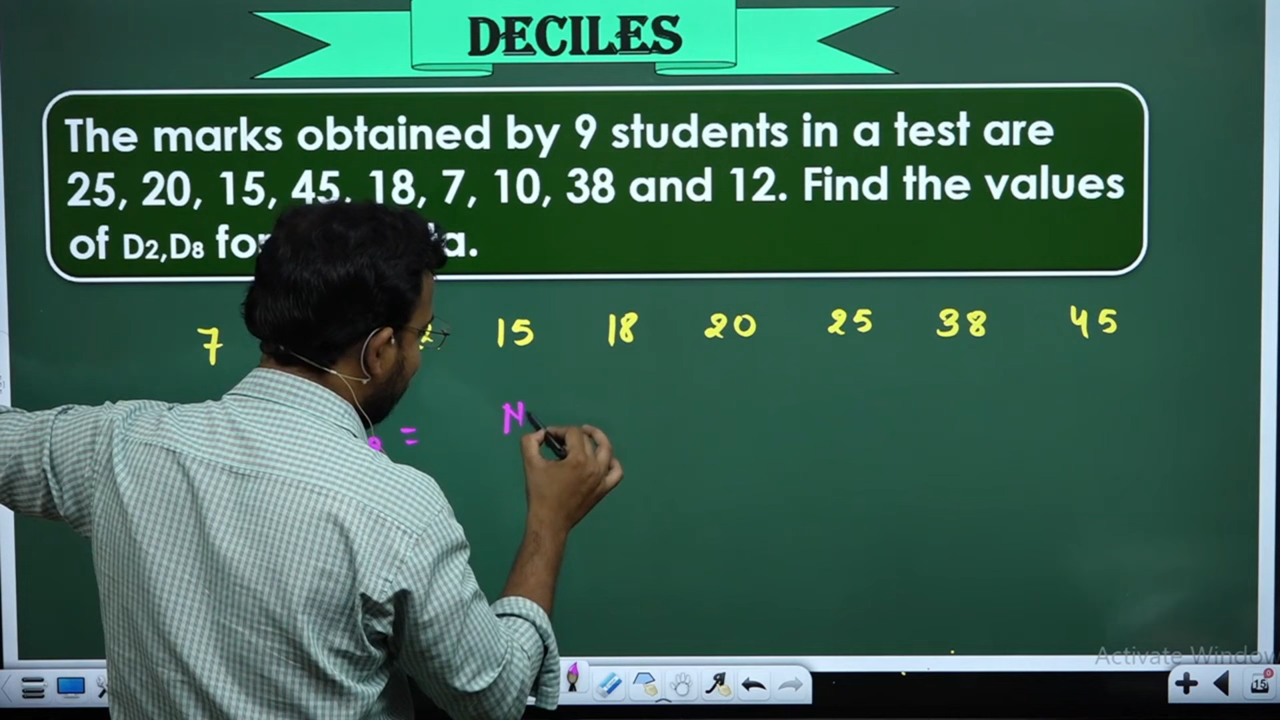 DECILES
The marks obtained by 9 students in a test are
25, 20, 15, 45, 18, 7, 10, 38 and 12. Find the values
of D2,D8
7 15 18 20 25 38 45
= N
Activate Window
15